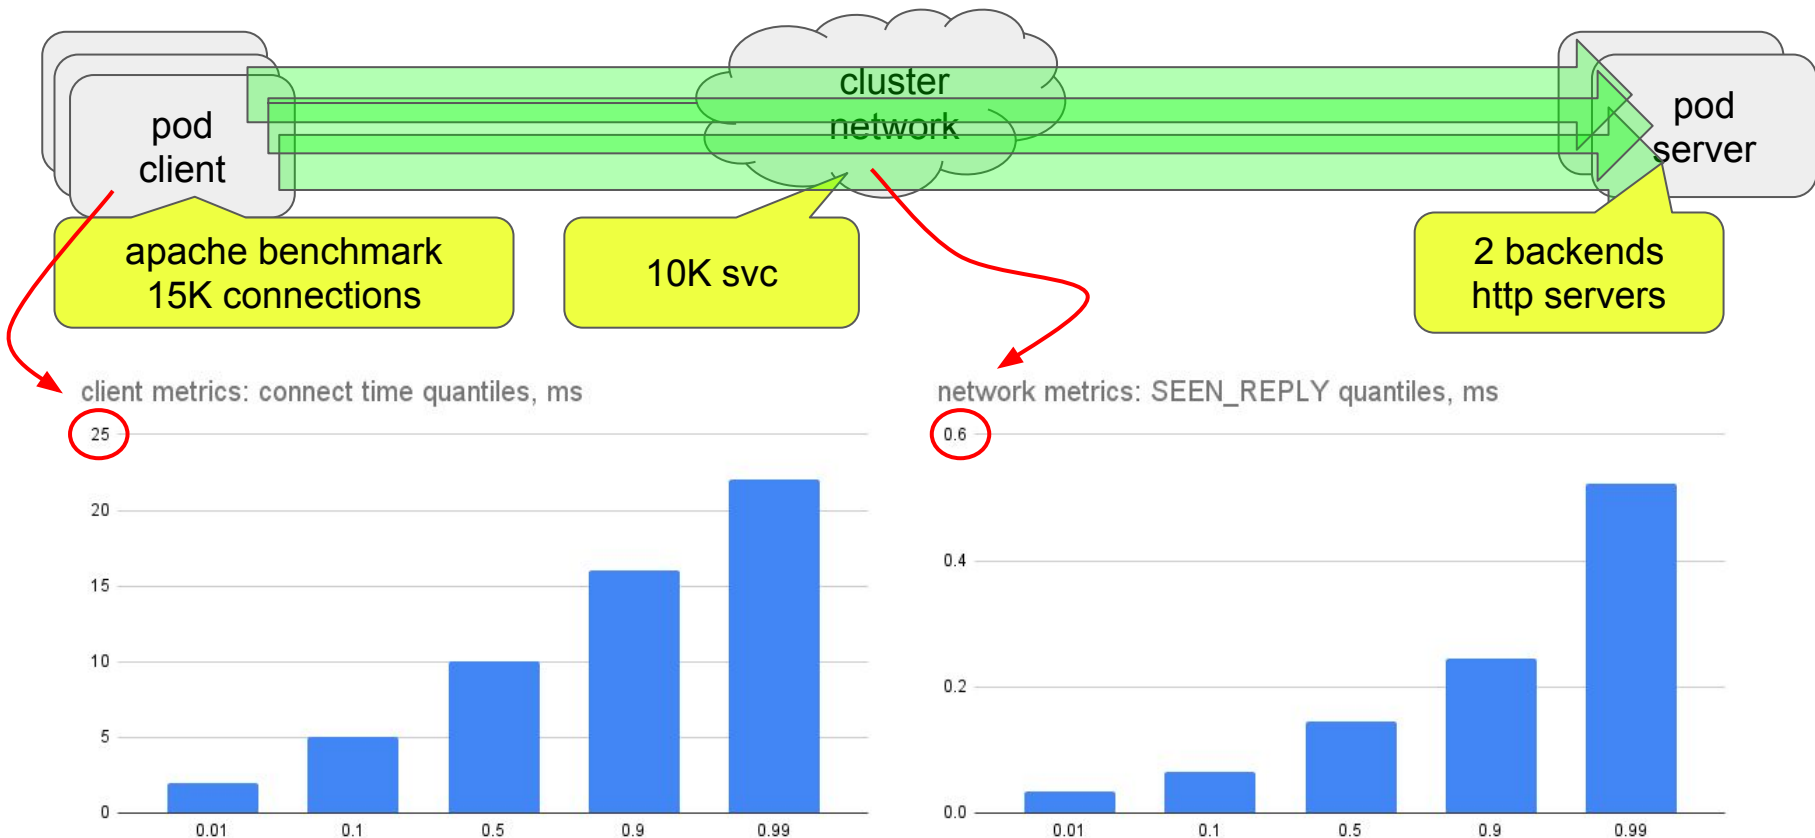 pod
client
cluster
network
pod
server
apache benchmark
15K connections
10K svc
2 backends
http servers
client metrics: connect time quantiles, ms
25
20
15
10
5
0
0.01
0.1
0.5
0.9
0.99
network metrics: SEEN_REPLY quantiles, ms
0.6
0.4
0.2
0.0
0.01
0.1
0.5
0.9
0.99